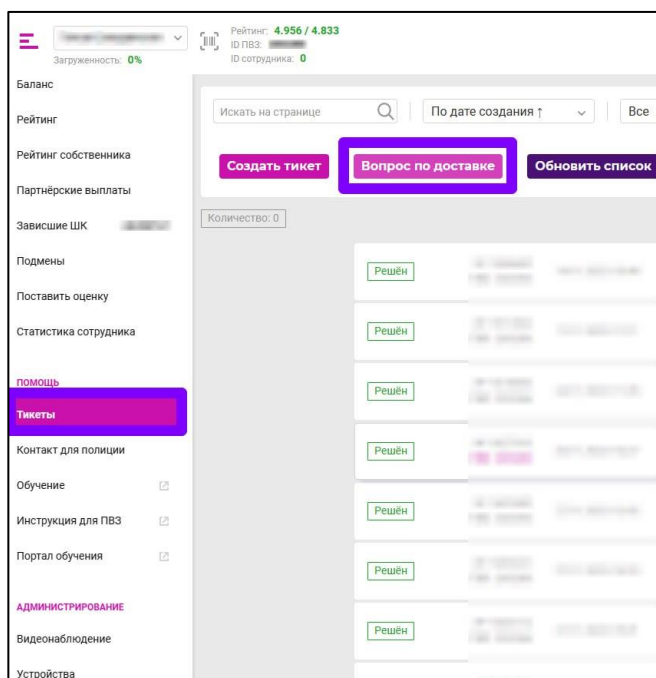 Рейтинг: 4.956 / 4.833
ID ПВЗ:
ID сотрудника: 0
Загруженность: 0%
Баланс
Рейтинг
Рейтинг собственника
Партнёрские выплаты
Зависшие ШК
Подмены
Поставить оценку
Статистика сотрудника
ПОМОЩЬ
Тикеты
Контакт для полиции
Обучение
Инструкция для ПВЗ
Портал обучения
АДМИНИСТРИРОВАНИЕ
Видеонаблюдение
Устройства
Искать на странице
По дате создания ↑
Все
Создать тикет
Вопрос по доставке
Обновить список
Количество: 0
Решён
Решён
Решён
Решён
Решён
Решён
Решён